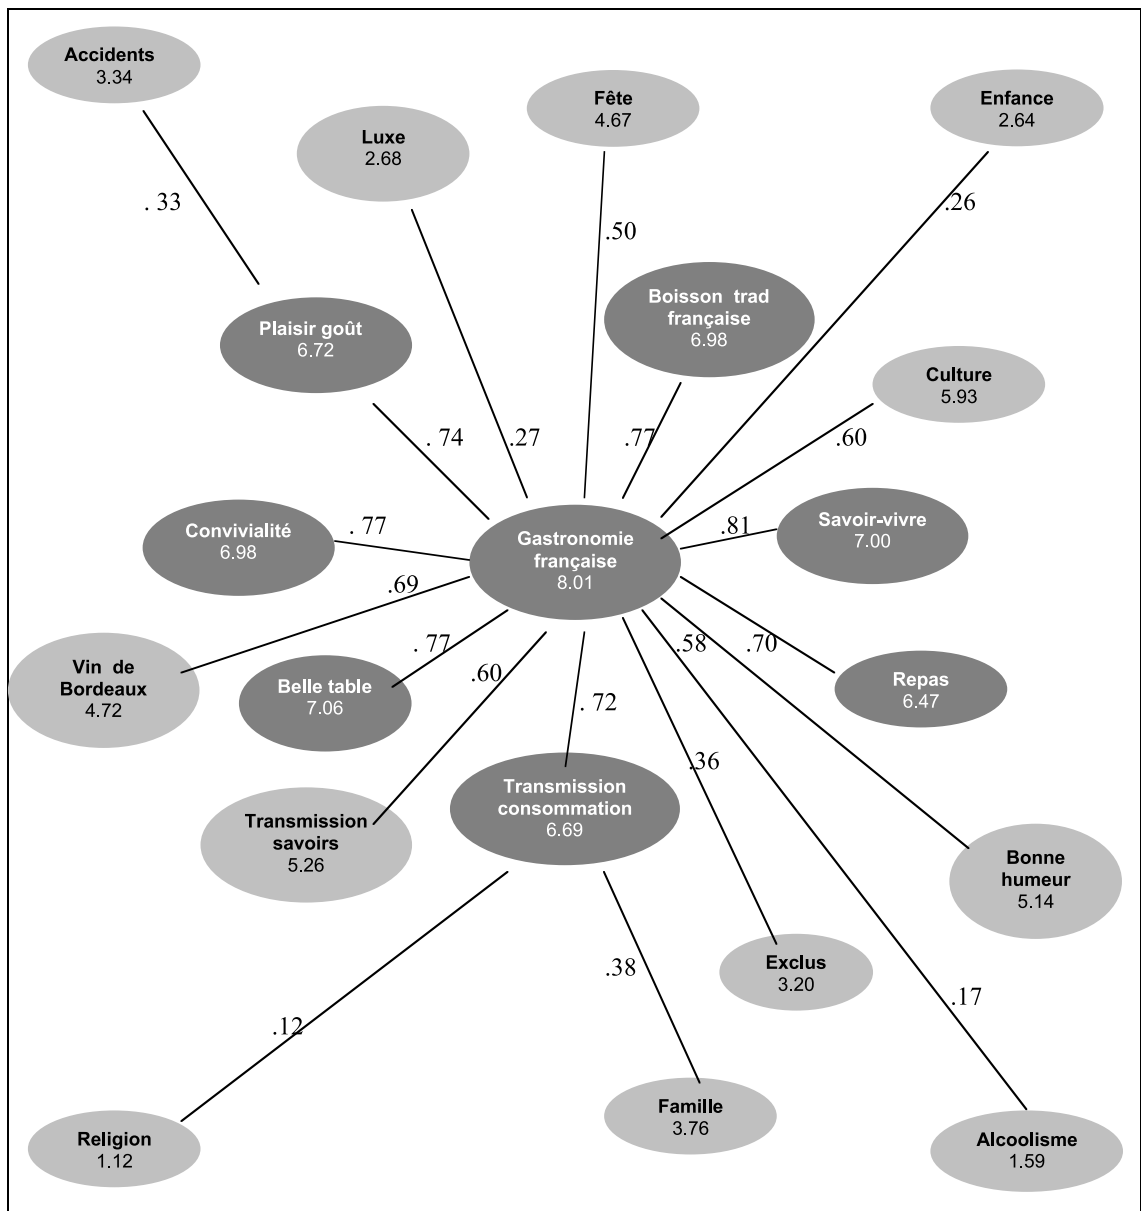 Accidents
3.34
Luxe
2.68
Fête
4.67
Enfance
2.64
. 33
.50
.26
Plaisir goût
6.72
Boisson trad
française
6.98
Culture
5.93
. 74
.27
.77
.60
Convivialité
6.98
. 77
Gastronomie
française
8.01
.81
Savoir-vivre
7.00
.69
Vin de
Bordeaux
4.72
. 77
Belle table
7.06
.60
. 72
.58
.70
Repas
6.47
Transmission
savoirs
5.26
Transmission
consommation
6.69
.36
Bonne
humeur
5.14
.12
.38
Exclus
3.20
.17
Religion
1.12
Famille
3.76
Alcoolisme
1.59